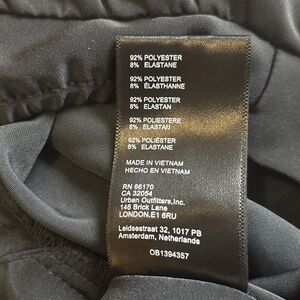 92% POLYESTER
8% ELASTANE
92% POLYESTER
8% ÉLASTHANNE
92% POLYESTER
8% ELASTAN
92% POLIESTERE
8% ELASTAN
92% POLIÉSTER
8% ELASTANE
MADE IN VIETNAM
HECHO EN VIETNAM
RN 66170
CA 32054
Urban Outfitters,Inc.
146 Brick Lane
LONDON,E1 6RU
Leidsestraat 32, 1017 PB
Amsterdam, Netherlands
OB1394357